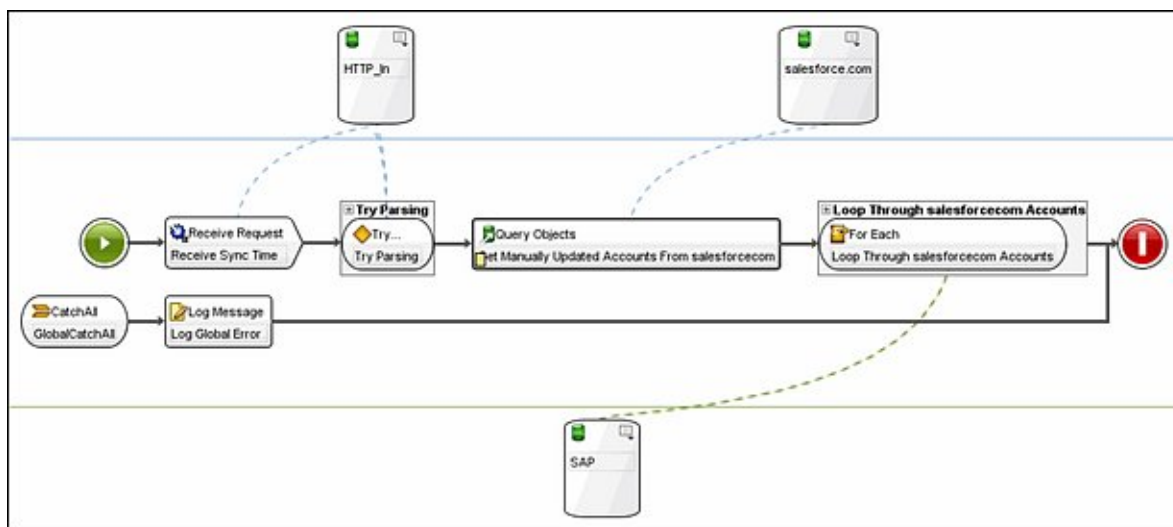 HTTP_In
salesforce.com
Try Parsing
Loop Through salesforcecom Accounts
Receive Request
Try...
Query Objects
For Each
Receive Sync Time
Try Parsing
et Manually Updated Accounts From salesforcecom
Loop Through salesforcecom Accounts
CatchAll
Log Message
GlobalCatchAll
Log Global Error
SAP